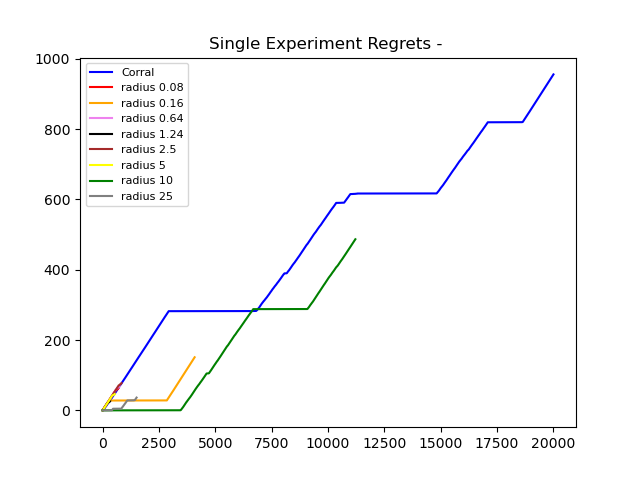 Single Experiment Regrets -
1000
800
600
400
200
0
Corral
radius 0.08
radius 0.16
radius 0.64
radius 1.24
radius 2.5
radius 5
radius 10
radius 25
0 2500 5000 7500 10000 12500 15000 17500 20000